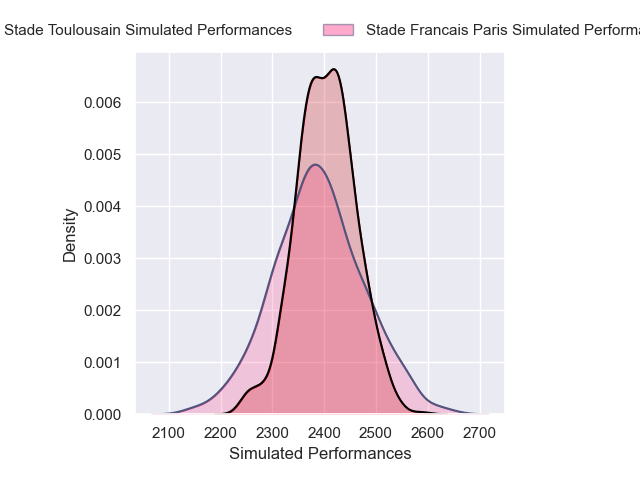 Stade Toulousain Simulated Performances Stade Francais Paris Simulated
0.006
0.005
0.004
0.003
0.002
0.001
0.000
Density
2100 2200 2300 2400 2500 2600 2700
Simulated Performances